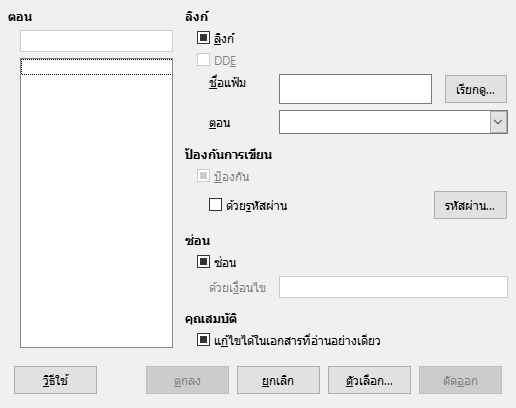 ตอน
ลิงก์
ลิงก์
DDE
ชื่อแฟ้ม
เรียกดู...
ตอน
ป้องกันการเขียน
ป้องกัน
ด้วยรหัสผ่าน
รหัสผ่าน...
ซ่อน
ซ่อน
ด้วยเงื่อนไข
คุณสมบัติ
แก้ไขได้ในเอกสารที่อ่านอย่างเดียว
วิธีใช้
ตกลง
ยกเลิก
ตัวเลือก...
ตัดออก